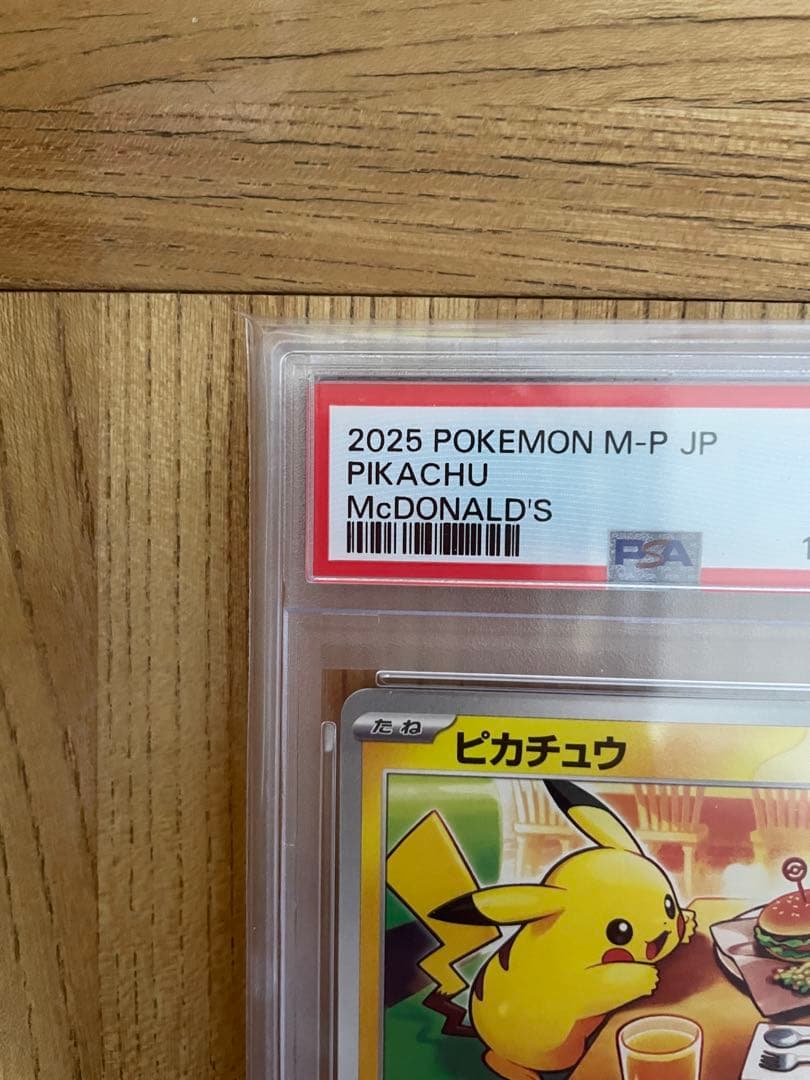 2025 POKEMON M-P JP
PIKACHU
McDONALD'S
PSA
たね
ピカチュウ